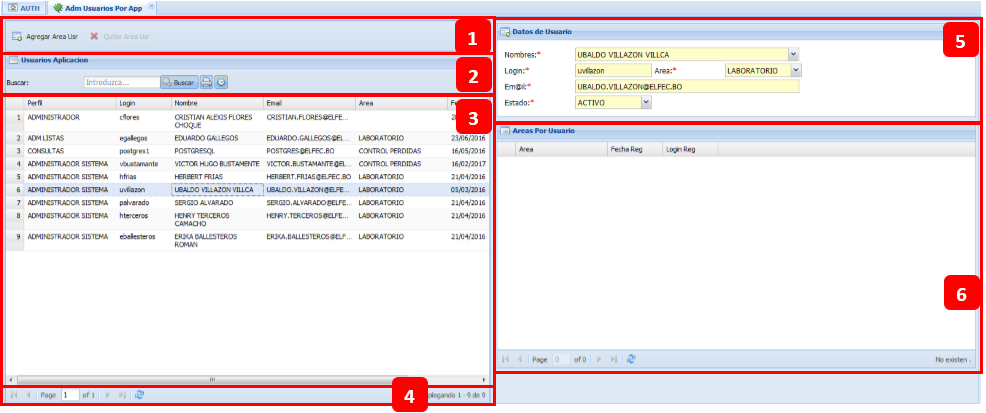 AUTH
Adm Usuarios Por App
Agregar Area Usr
Quitar Area Usr
1
Usuarios Aplicacion
2
Buscar:
Introduzca...
Buscar
3
Perfil Login Nombre Email Area
1 ADMINISTRADOR cflores CRISTIAN ALEXIS FLORES CHOQUE CRISTIAN.FLORES@ELFE...
2 ADM LISTAS egallegos EDUARDO GALLEGOS EDUARDO.GALLEGOS@EL... LABORATORIO 23/06/2016
3 CONSULTAS postgres1 POSTGRESQL POSTGRES@ELFEC.BO CONTROL PERDIDAS 16/05/2016
4 ADMINISTRADOR SISTEMA vbustamante VICTOR HUGO BUSTAMENTE VICTOR.BUSTAMANTE@E... CONTROL PERDIDAS 16/02/2017
5 ADMINISTRADOR SISTEMA hfrias HERBERT FRIAS HERBERT.FRIAS@ELFEC.BO LABORATORIO 21/04/2016
6 ADMINISTRADOR SISTEMA uvillazon UBALDO VILLAZON VILLCA UBALDO.VILLAZON@ELFE... LABORATORIO 03/03/2016
7 ADMINISTRADOR SISTEMA palvarado SERGIO ALVARADO SERGIO.ALVARADO@ELFE... LABORATORIO 21/04/2016
8 ADMINISTRADOR SISTEMA hterceros HENRY TERCEROS CAMACHO HENRY.TERCEROS@ELFE... LABORATORIO 21/04/2016
9 ADMINISTRADOR SISTEMA eballesteros ERIKA BALLESTEROS ROMAN ERIKA.BALLESTEROS@ELF... LABORATORIO 21/04/2016
Page 1 of 1
4
plegando 1 - 9 de 9
Datos de Usuario
5
Nombres:* UBALDO VILLAZON VILLCA
Login:* uvillazon Area:* LABORATORIO
Em@il:* UBALDO.VILLAZON@ELFEC.BO
Estado:* ACTIVO
Areas Por Usuario
Area Fecha Reg Login Reg
6
Page 0 of 0
No existen .